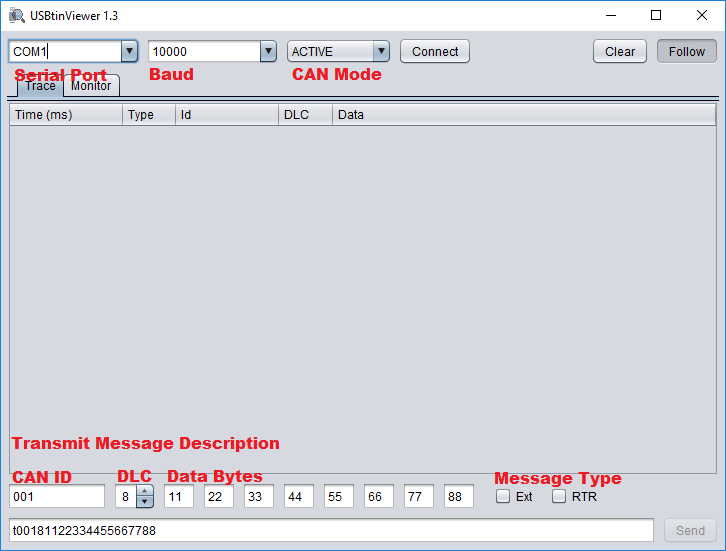 USBtinViewer 1.3
COM1 10000 ACTIVE Connect Clear Follow
Serial Port Baud CAN Mode
Trace Monitor
Time (ms) Type Id DLC Data
Transmit Message Description
CAN ID DLC Data Bytes Message Type
001 8 11 22 33 44 55 66 77 88 Ext RTR
t00181122334455667788 Send